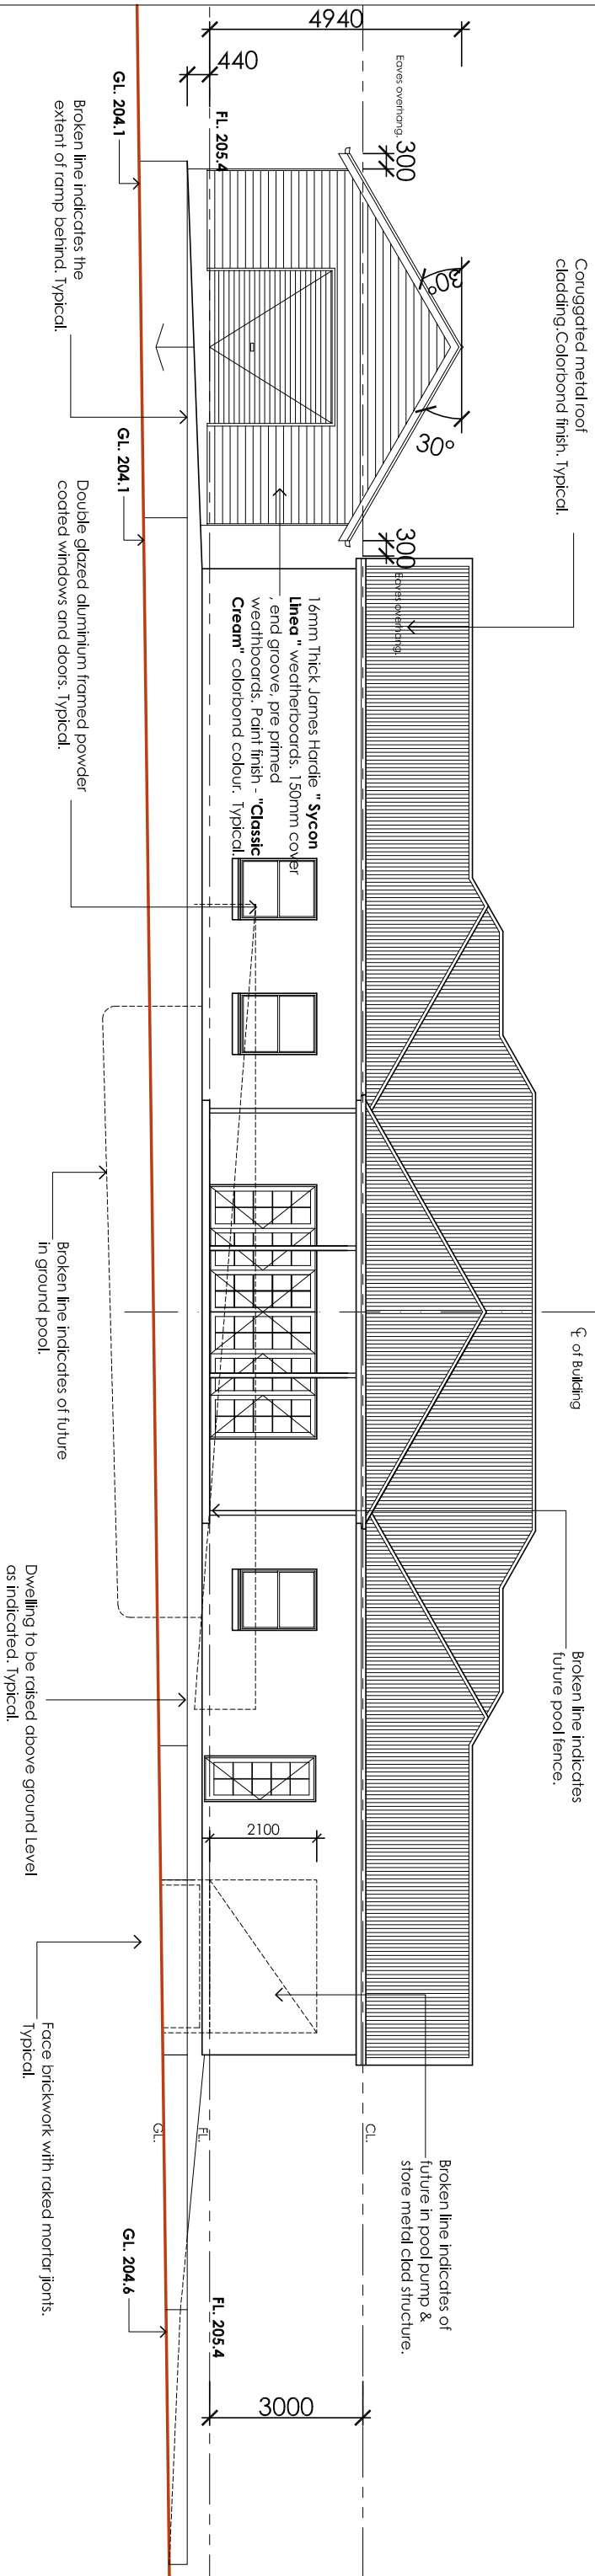 Coruggated metal roof
cladding.Colorbond finish. Typical.
4940
440
Eaves overhang.
300
30°
30°
300
Eaves overhang.
FL. 205.4
GL. 204.1
Broken line indicates the
extent of ramp behind. Typical.
GL. 204.1
Double glazed aluminium framed powder
coated windows and doors. Typical.
16mm Thick James Hardie " Sycon
Linea " weatherboards. 150mm cover
, end groove, pre primed
weathboards. Paint finish - "Classic
Cream" colorbond colour. Typical.
℄ of Building
Broken line indicates of future
in ground pool.
Broken line indicates
future pool fence.
Dwelling to be raised above ground Level
as indicated. Typical.
2100
Face brickwork with raked mortar jionts.
Typical.
Broken line indicates of
future in pool pump &
store metal clad structure.
CL.
FL.
GL.
GL. 204.6
FL. 205.4
3000